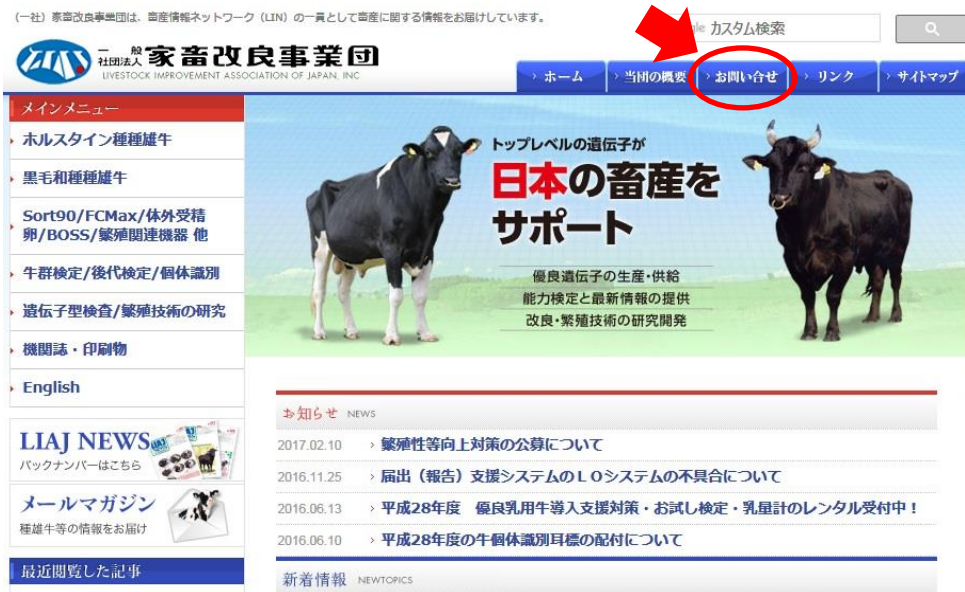 (一社) 家畜改良事業団は、畜産情報ネットワーク (LIN) の一員として畜産に関する情報をお届けしています。
カスタム検索
LIAJ
一般社団法人 家畜改良事業団
LIVESTOCK IMPROVEMENT ASSOCIATION OF JAPAN, INC
ホーム
当団の概要
お問い合せ
リンク
サイトマップ
メインメニュー
ホルスタイン種種雄牛
黒毛和種種雄牛
Sort90/FCMax/体外受精
卵/BOSS/繁殖関連機器 他
牛群検定/後代検定/個体識別
遺伝子型検査/繁殖技術の研究
機関誌・印刷物
English
LIAJ NEWS
バックナンバーはこちら
メールマガジン
種雄牛等の情報をお届け
最近閲覧した記事
トップレベルの遺伝子が
日本の畜産を
サポート
優良遺伝子の生産・供給
能力検定と最新情報の提供
改良・繁殖技術の研究開発
お知らせ NEWS
2017.02.10 繁殖性等向上対策の公募について
2016.11.25 届出（報告）支援システムのＬＯシステムの不具合について
2016.06.13 平成28年度　優良乳用牛導入支援対策・お試し検定・乳量計のレンタル受付中！
2016.06.10 平成28年度の牛個体識別耳標の配付について
新着情報 NEWTOPICS